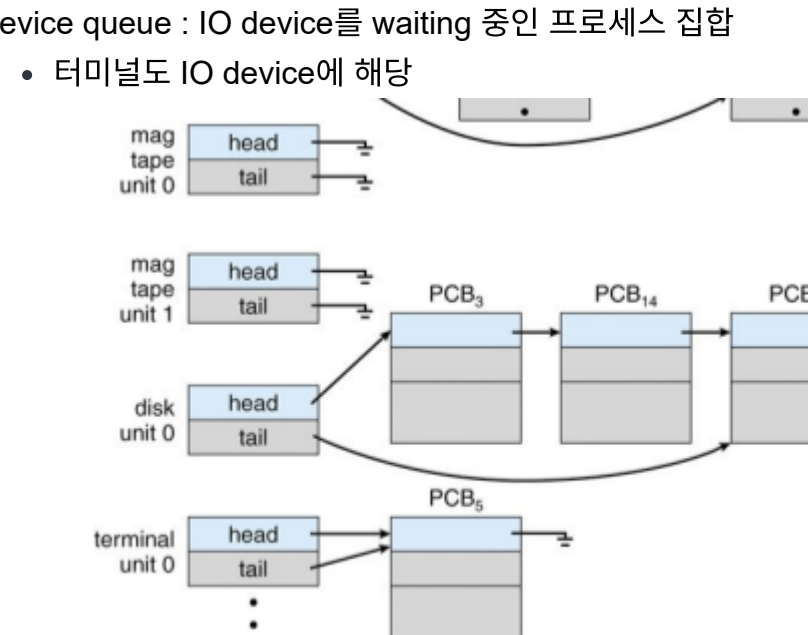 evice queue : IO device를 waiting 중인 프로세스 집합
• 터미널도 IO device에 해당
mag
tape
unit 0
head
tail
mag
tape
unit 1
head
tail
PCB3
PCB14
PCB
disk
unit 0
head
tail
PCB5
terminal
unit 0
head
tail